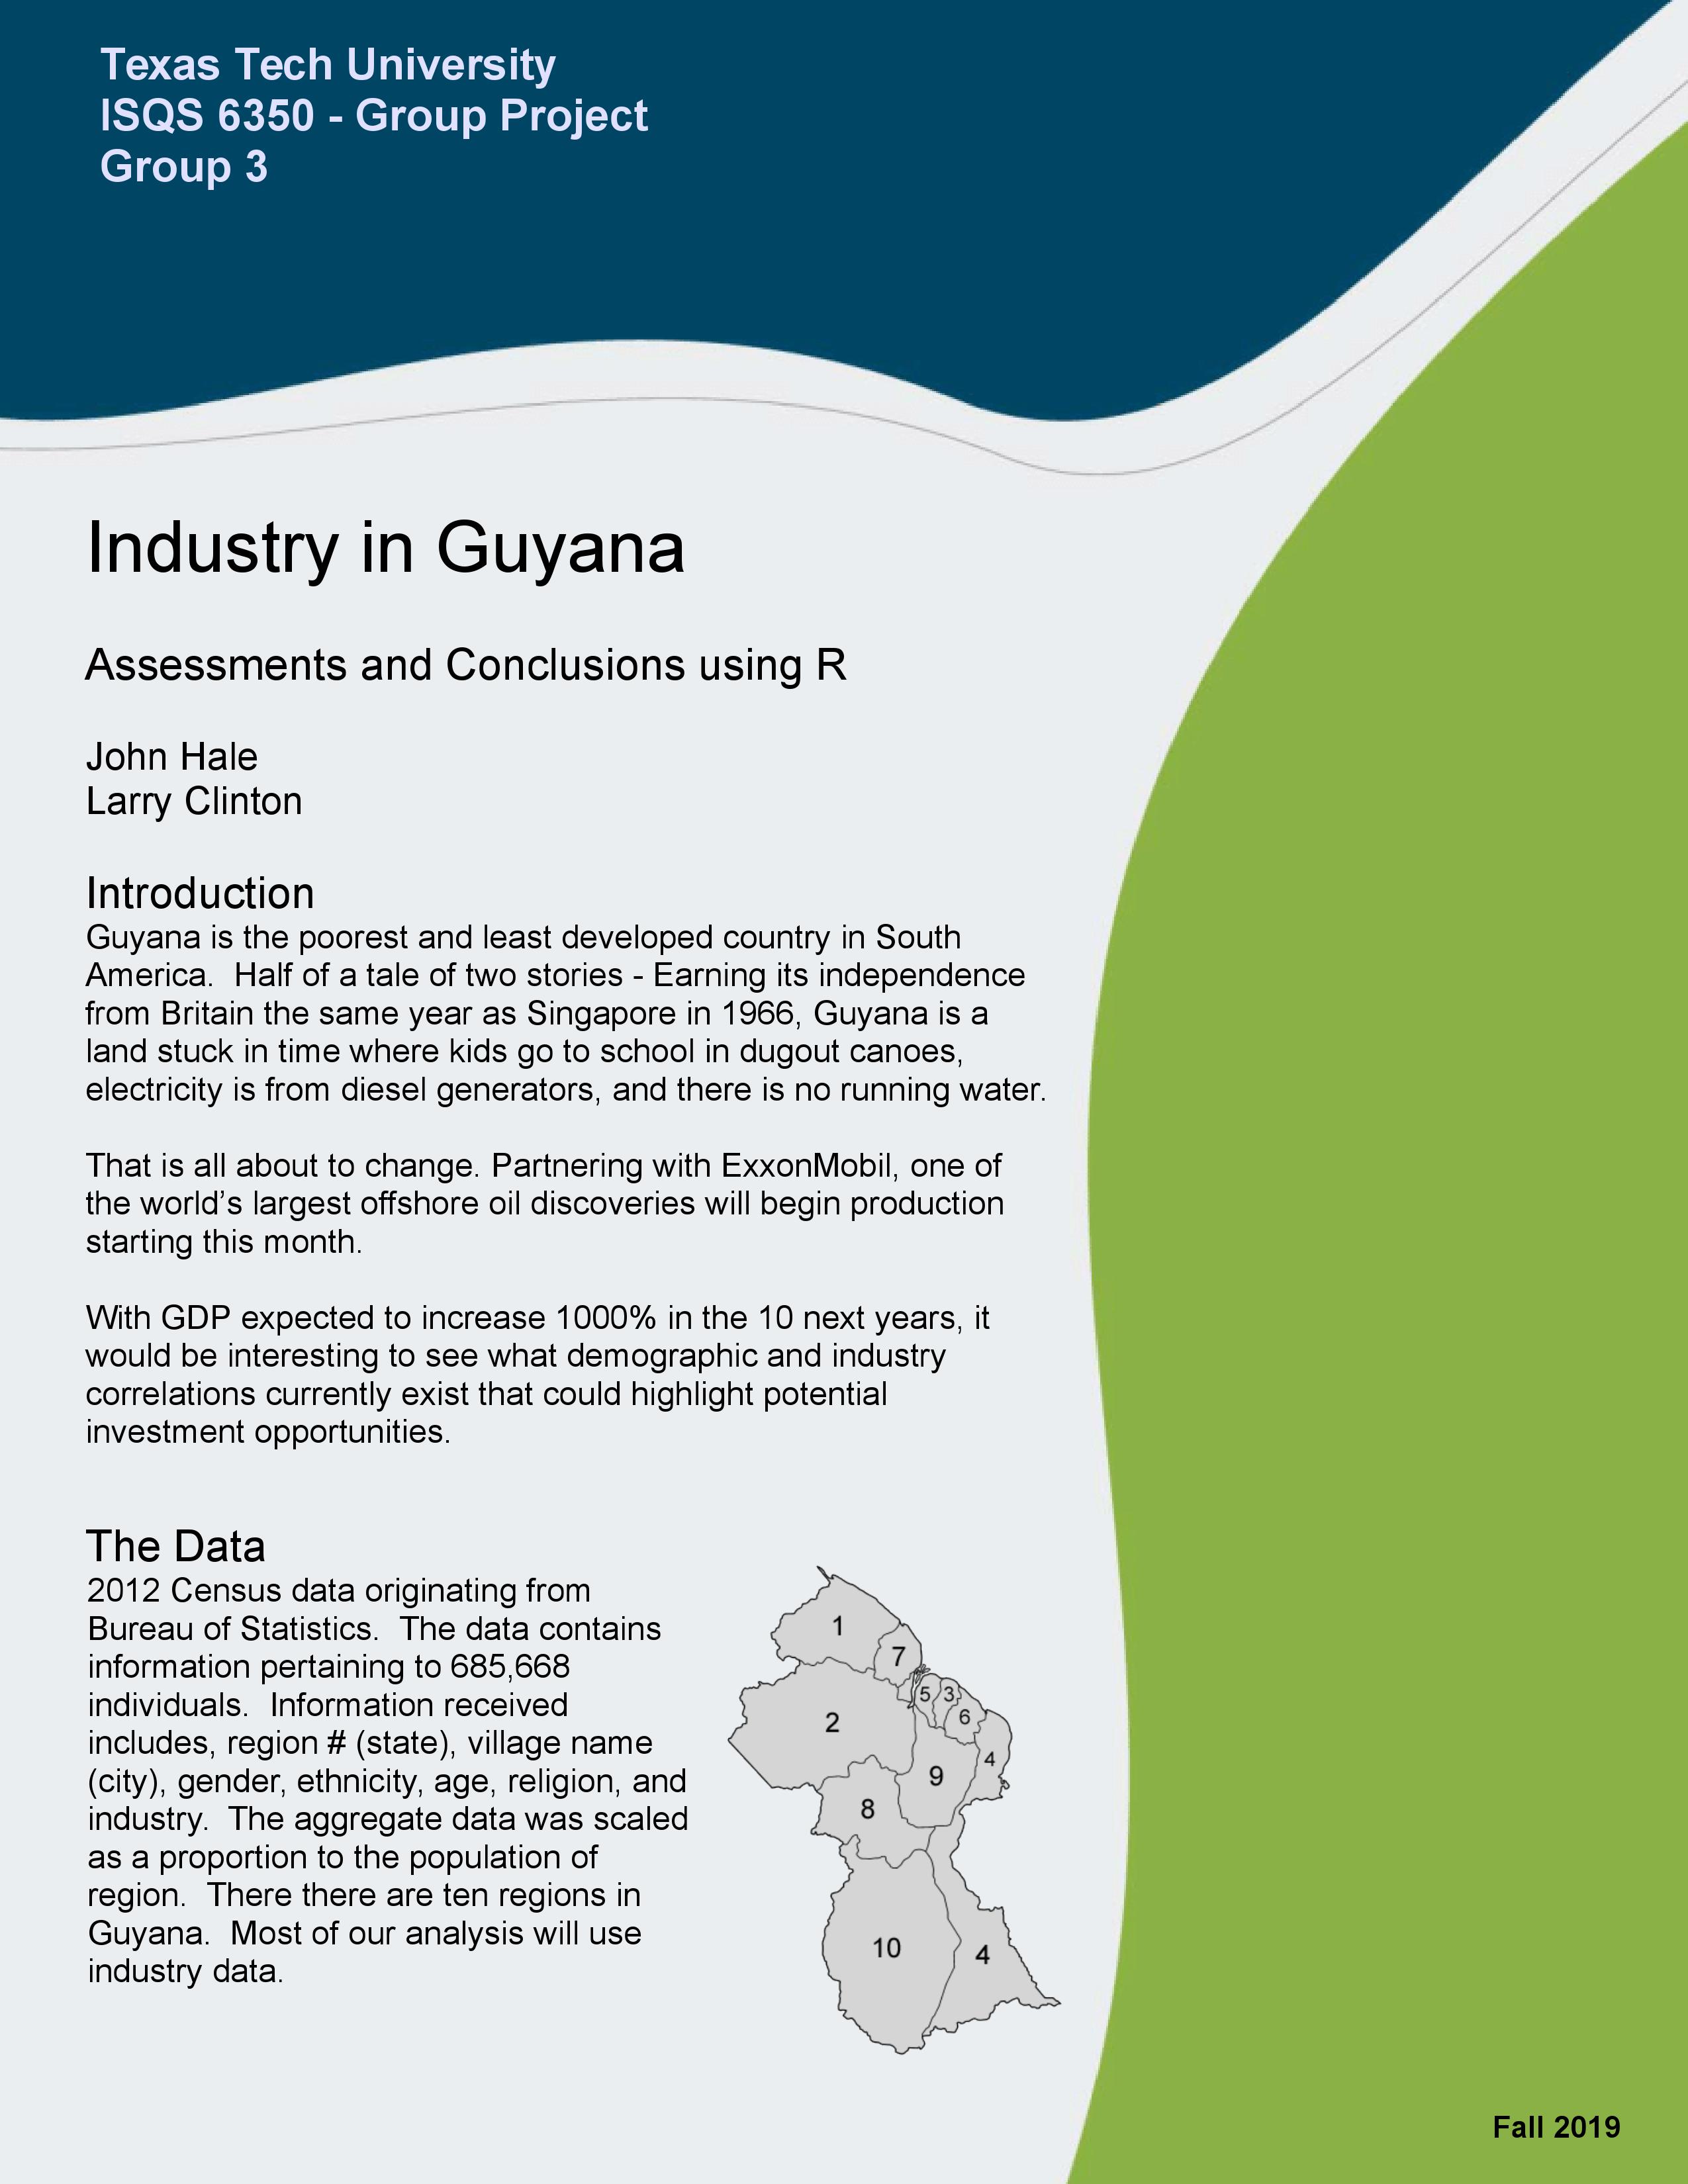 Texas Tech University
ISQS 6350 - Group Project
Group 3
Industry in Guyana
Assessments and Conclusions using R
John Hale
Larry Clinton
Introduction
Guyana is the poorest and least developed country in South
America.  Half of a tale of two stories - Earning its independence
from Britain the same year as Singapore in 1966, Guyana is a
land stuck in time where kids go to school in dugout canoes,
electricity is from diesel generators, and there is no running water.
That is all about to change. Partnering with ExxonMobil, one of
the world’s largest offshore oil discoveries will begin production
starting this month.
With GDP expected to increase 1000% in the 10 next years, it
would be interesting to see what demographic and industry
correlations currently exist that could highlight potential
investment opportunities.
The Data
2012 Census data originating from
Bureau of Statistics.  The data contains
information pertaining to 685,668
individuals.  Information received
includes, region # (state), village name
(city), gender, ethnicity, age, religion, and
industry.  The aggregate data was scaled
as a proportion to the population of
region.  There there are ten regions in
Guyana.  Most of our analysis will use
industry data.
1
7
5
3
6
2
4
9
8
10
4
Fall 2019